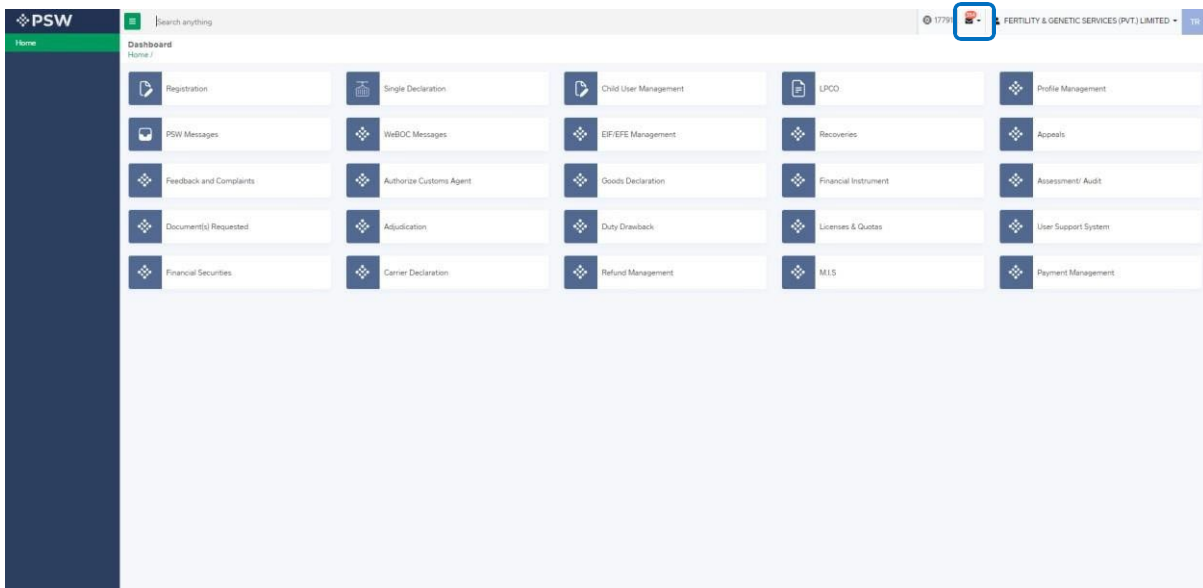 PSW
Search anything
17791
FERTILITY & GENETIC SERVICES (PVT.) LIMITED
TR
Home
Dashboard
Home /
Registration
Single Declaration
Child User Management
LPCO
Profile Management
PSW Messages
WeBOC Messages
EIF/EFE Management
Recoveries
Appeals
Feedback and Complaints
Authorize Customs Agent
Goods Declaration
Financial Instrument
Assessment/ Audit
Document(s) Requested
Adjudication
Duty Drawback
Licenses & Quotas
User Support System
Financial Securities
Carrier Declaration
Refund Management
M.I.S
Payment Management